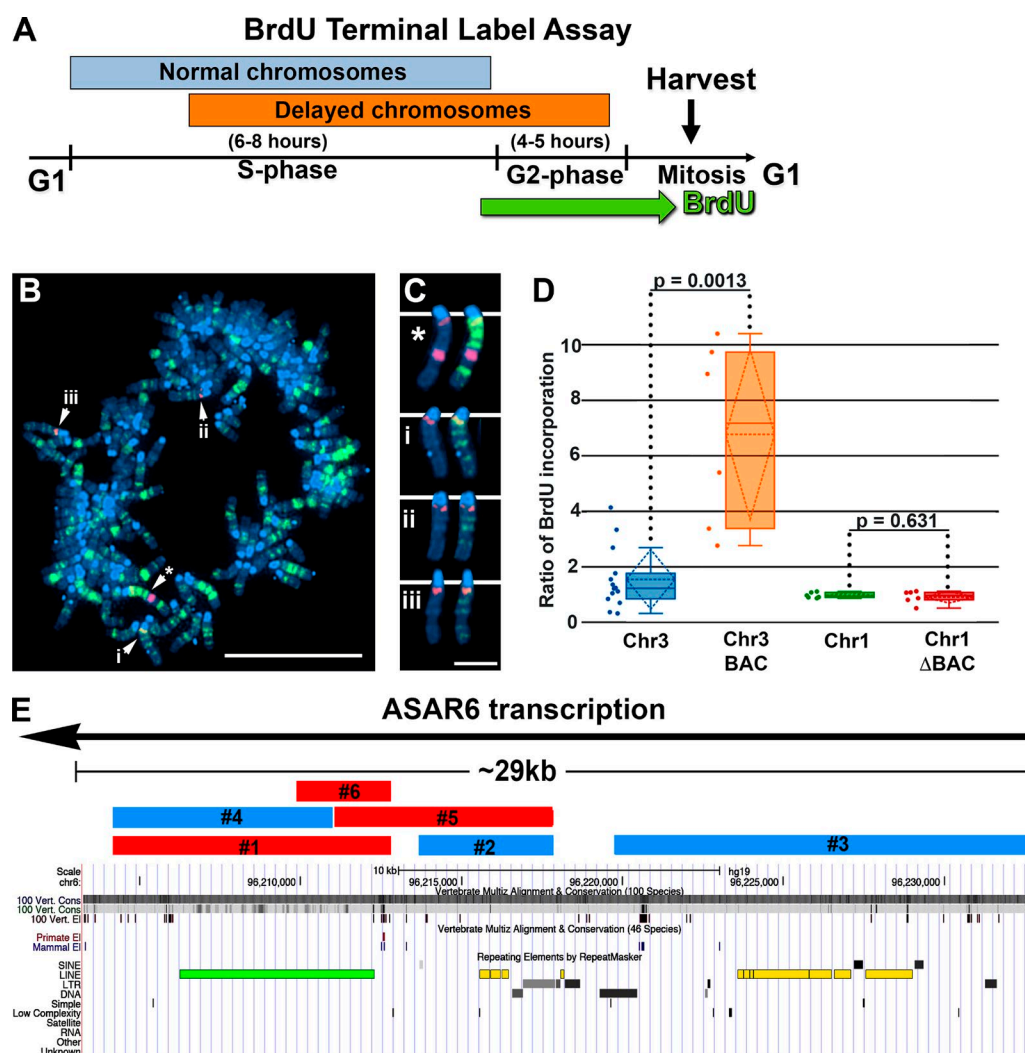 A
BrdU Terminal Label Assay
Normal chromosomes
Harvest
Delayed chromosomes
(6-8 hours)
(4-5 hours)
G1
S-phase
G2-phase
Mitosis
G1
BrdU
B
iii
ii
*
i
C
*
i
ii
iii
D
p = 0.0013
p = 0.631
Ratio of BrdU incorporation
10
8
6
4
2
0
Chr3
Chr3 BAC
Chr1
Chr1 ΔBAC
E
ASAR6 transcription
~29kb
#6
#4
#5
#1
#2
#3
Scale
10 kb
hg19
chr6:
96,210,000
96,215,000
96,220,000
96,225,000
96,230,000
Vertebrate Multiz Alignment & Conservation (100 Species)
100 Vert. Cons
100 Vert. Cons
100 Vert. El
Vertebrate Multiz Alignment & Conservation (46 Species)
Primate El
Mammal El
Repeating Elements by RepeatMasker
SINE
LINE
LTR
DNA
Simple
Low Complexity
Satellite
RNA
Other
Unknown